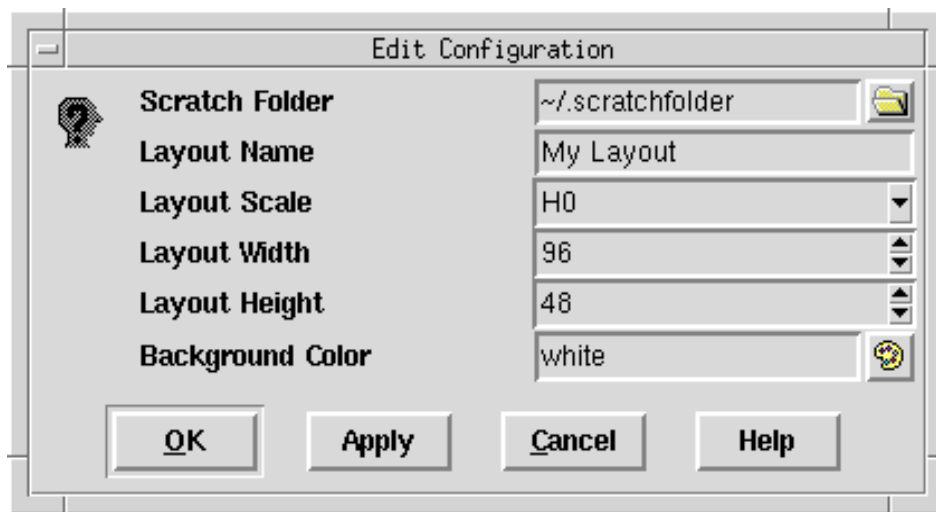 Edit Configuration
Scratch Folder ~/.scratchfolder
Layout Name My Layout
Layout Scale H0
Layout Width 96
Layout Height 48
Background Color white
OK Apply Cancel Help